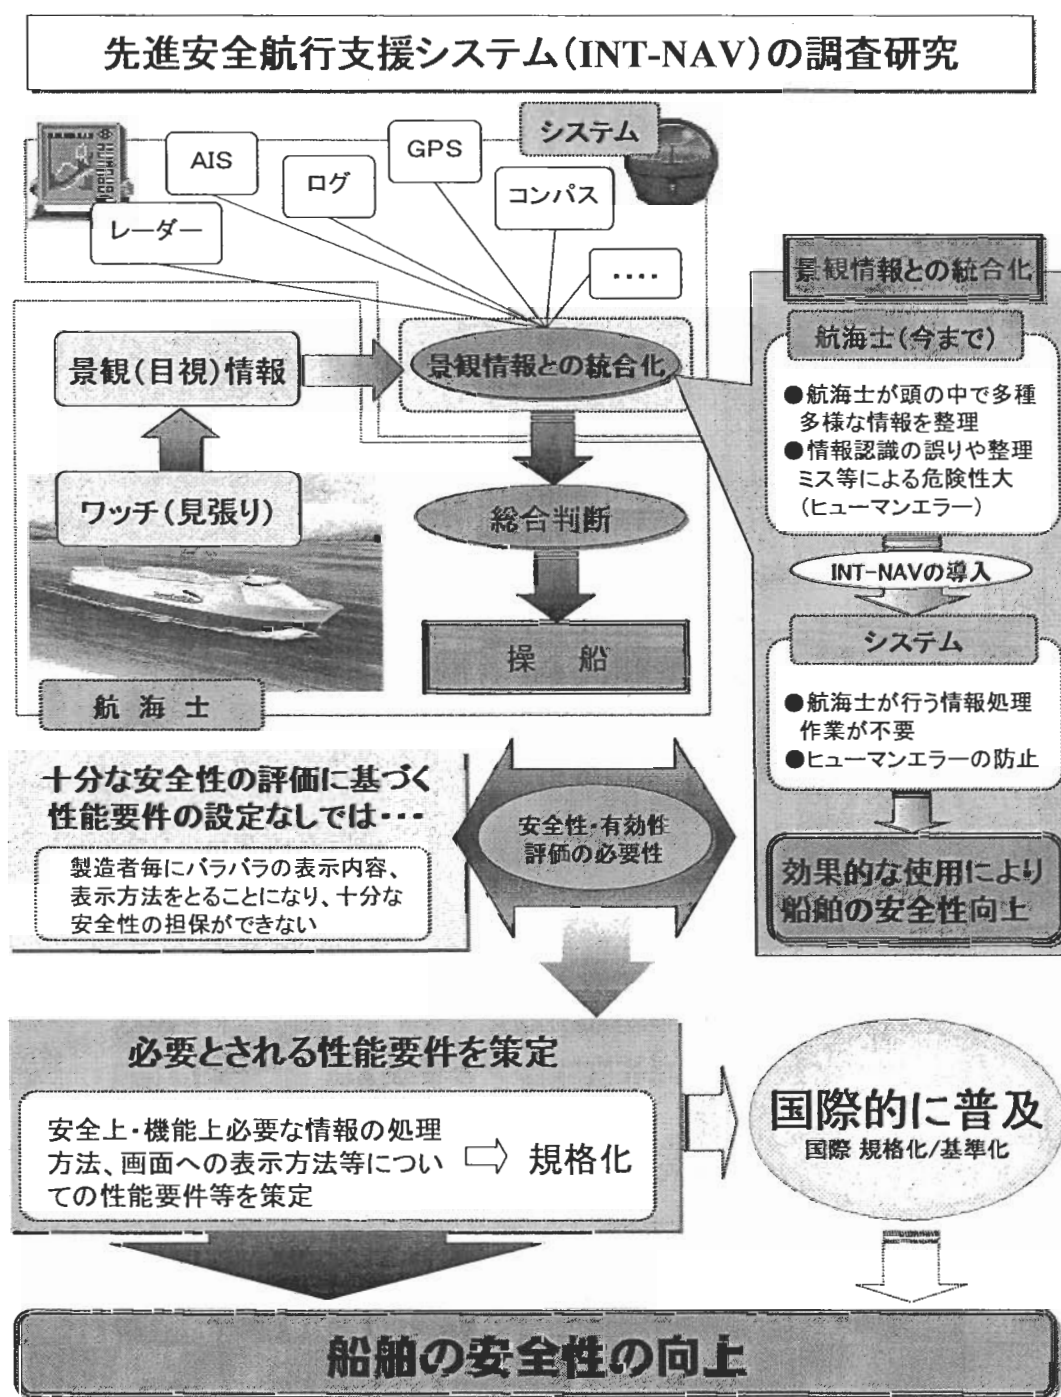 先進安全航行支援システム(INT-NAV)の調査研究
システム
AIS
ログ
GPS
コンパス
レーダー
・・・・
景観(目視)情報
景観情報との統合化
ワッチ(見張り)
総合判断
操 船
航 海 士
景観情報との統合化
航海士(今まで)
●航海士が頭の中で多種
多様な情報を整理
●情報認識の誤りや整理
ミス等による危険性大
(ヒューマンエラー)
INT-NAVの導入
システム
●航海士が行う情報処理
作業が不要
●ヒューマンエラーの防止
効果的な使用により
船舶の安全性向上
十分な安全性の評価に基づく
性能要件の設定なしでは・・・
製造者毎にバラバラの表示内容、
表示方法をとることになり、十分な
安全性の担保ができない
安全性・有効性
評価の必要性
必要とされる性能要件を策定
安全上・機能上必要な情報の処理
方法、画面への表示方法等につい
ての性能要件等を策定
規格化
国際的に普及
国際 規格化/基準化
船舶の安全性の向上